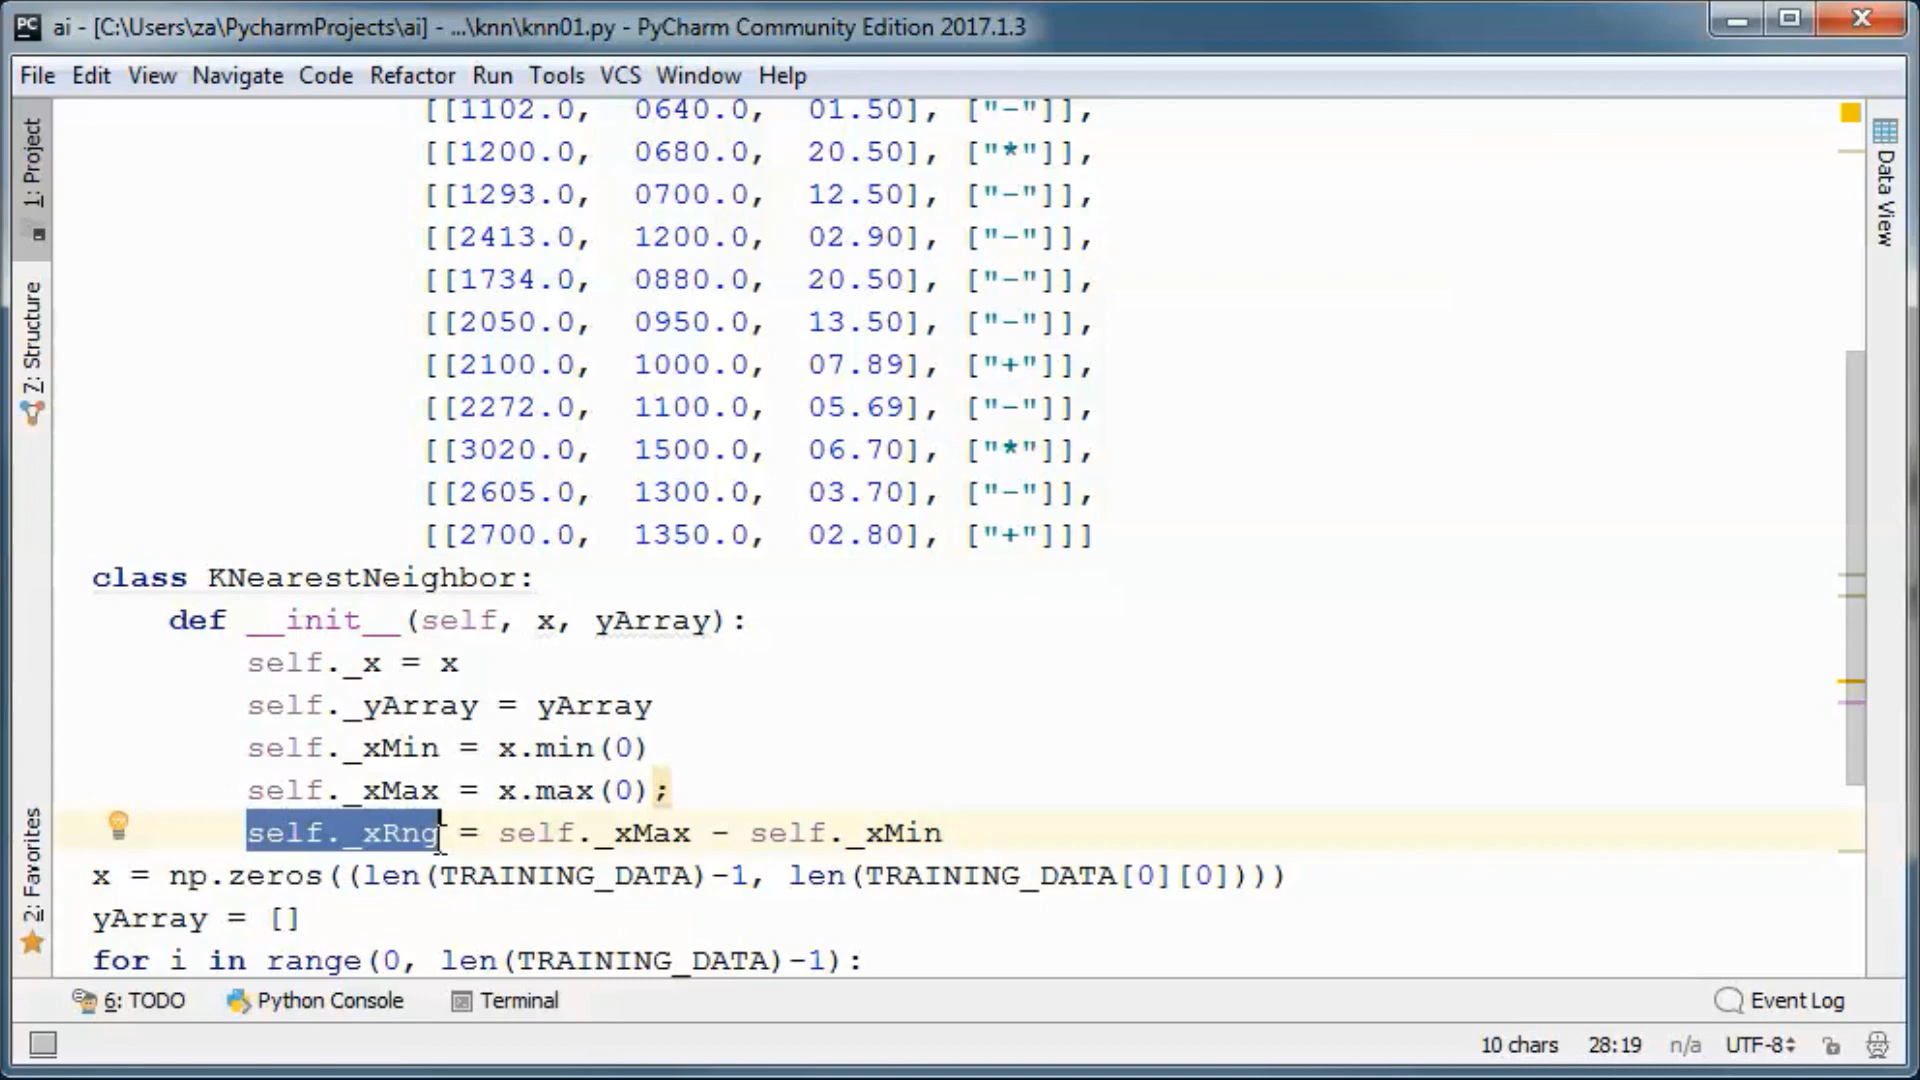 PC ai - [C:\Users\za\PycharmProjects\ai] - ...\knn\knn01.py - PyCharm Community Edition 2017.1.3
File Edit View Navigate Code Refactor Run Tools VCS Window Help
1: Project
7: Structure
2: Favorites
[[1102.0, 0640.0, 01.50], ["-"]],
[[1200.0, 0680.0, 20.50], ["*"]],
[[1293.0, 0700.0, 12.50], ["-"]],
[[2413.0, 1200.0, 02.90], ["-"]],
[[1734.0, 0880.0, 20.50], ["-"]],
[[2050.0, 0950.0, 13.50], ["-"]],
[[2100.0, 1000.0, 07.89], ["+"]],
[[2272.0, 1100.0, 05.69], ["-"]],
[[3020.0, 1500.0, 06.70], ["*"]],
[[2605.0, 1300.0, 03.70], ["-"]],
[[2700.0, 1350.0, 02.80], ["+"]]]
class KNearestNeighbor:
def __init__(self, x, yArray):
self._x = x
self._yArray = yArray
self._xMin = x.min(0)
self._xMax = x.max(0);
self._xRng = self._xMax - self._xMin
x = np.zeros((len(TRAINING_DATA)-1, len(TRAINING_DATA[0][0])))
yArray = []
for i in range(0, len(TRAINING_DATA)-1):
Data View
6: TODO Python Console Terminal Event Log
10 chars 28:19 n/a UTF-8